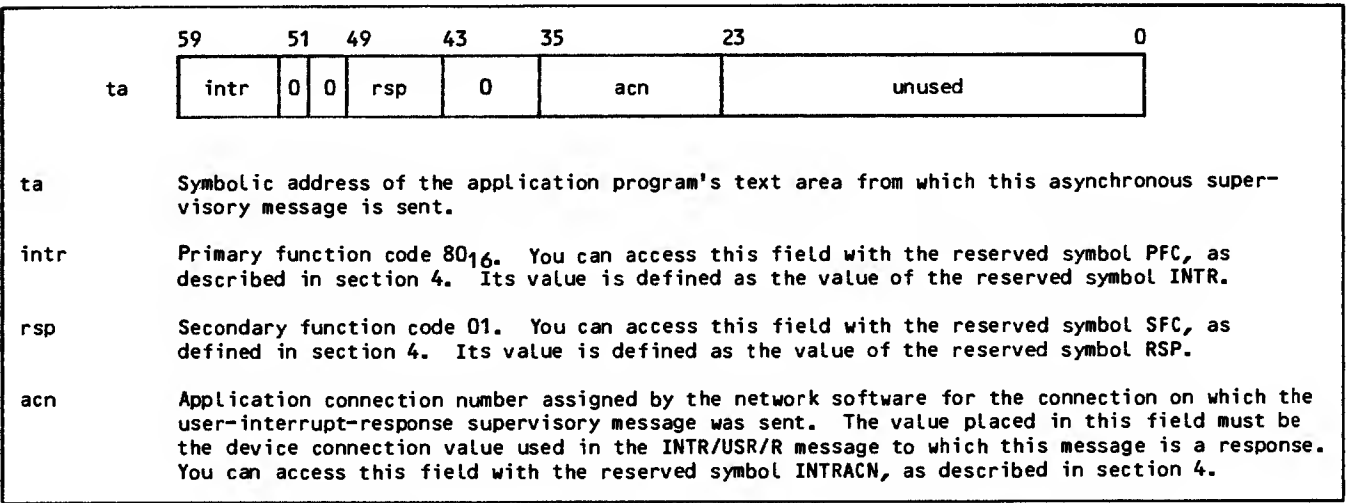 59 51 49 43 35 23 0
ta intr 0 0 rsp 0 acn unused
ta Symbolic address of the application program's text area from which this asynchronous super-
visory message is sent.
intr Primary function code 80₁₆. You can access this field with the reserved symbol PFC, as
described in section 4. Its value is defined as the value of the reserved symbol INTR.
rsp Secondary function code 01. You can access this field with the reserved symbol SFC, as
defined in section 4. Its value is defined as the value of the reserved symbol RSP.
acn Application connection number assigned by the network software for the connection on which the
user-interrupt-response supervisory message was sent. The value placed in this field must be
the device connection value used in the INTR/USR/R message to which this message is a response.
You can access this field with the reserved symbol INTRACN, as described in section 4.